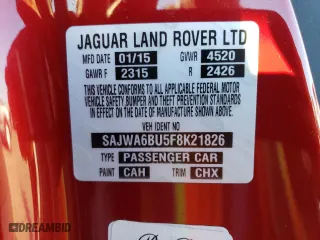 JAGUAR LAND ROVER LTD
MFD DATE 01/15 GVWR 4520
GAWR F 2315 R 2426
THIS VEHICLE CONFORMS TO ALL APPLICABLE FEDERAL MOTOR
VEHICLE SAFETY, BUMPER AND THEFT PREVENTION STANDARDS
IN EFFECT ON THE DATE OF MANUFACTURE SHOWN ABOVE
VEH IDENT NO
SAJWA6BU5F8K21826
TYPE PASSENGER CAR
PAINT CAH TRIM CHX
DREAMBID